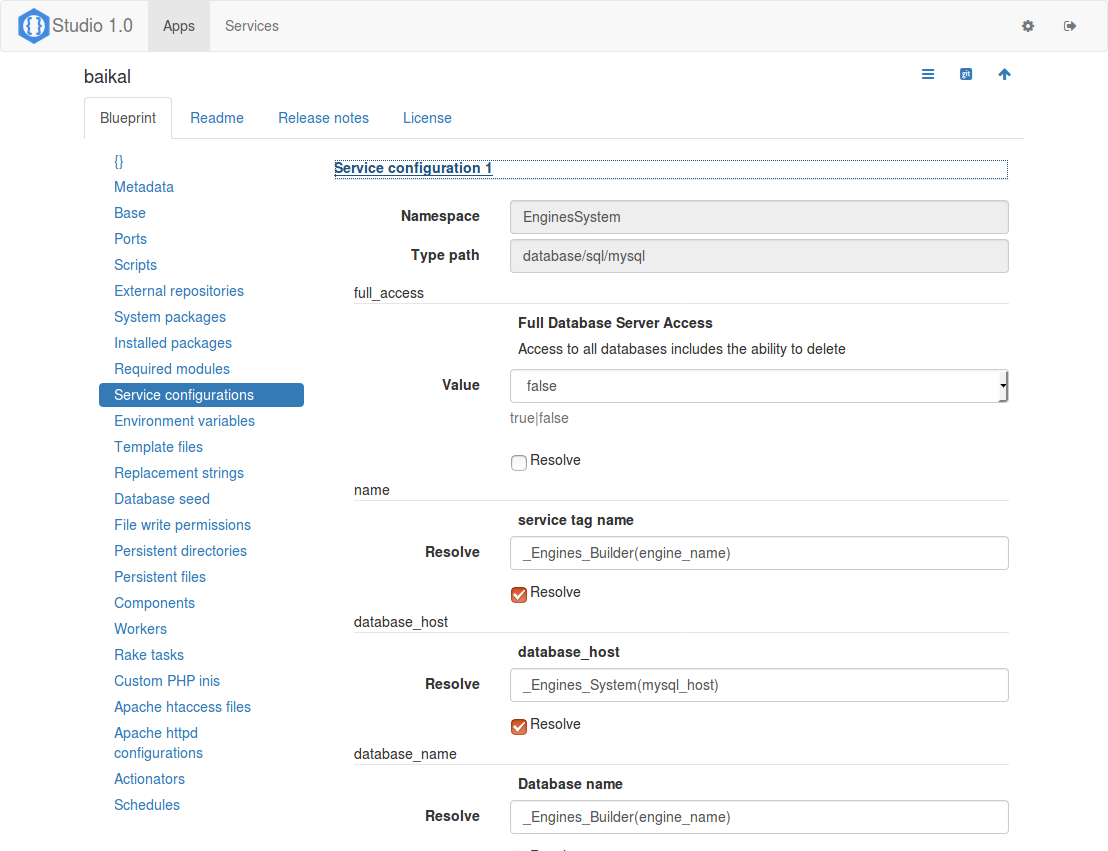 Studio 1.0
Apps
Services
baikal
git
Blueprint
Readme
Release notes
License
{}
Metadata
Base
Ports
Scripts
External repositories
System packages
Installed packages
Required modules
Service configurations
Environment variables
Template files
Replacement strings
Database seed
File write permissions
Persistent directories
Persistent files
Components
Workers
Rake tasks
Custom PHP inis
Apache htaccess files
Apache httpd
configurations
Actionators
Schedules
Service configuration 1
Namespace
EnginesSystem
Type path
database/sql/mysql
full_access
Full Database Server Access
Access to all databases includes the ability to delete
Value
false
true|false
Resolve
name
service tag name
Resolve
_Engines_Builder(engine_name)
Resolve
database_host
database_host
Resolve
_Engines_System(mysql_host)
Resolve
database_name
Database name
Resolve
_Engines_Builder(engine_name)